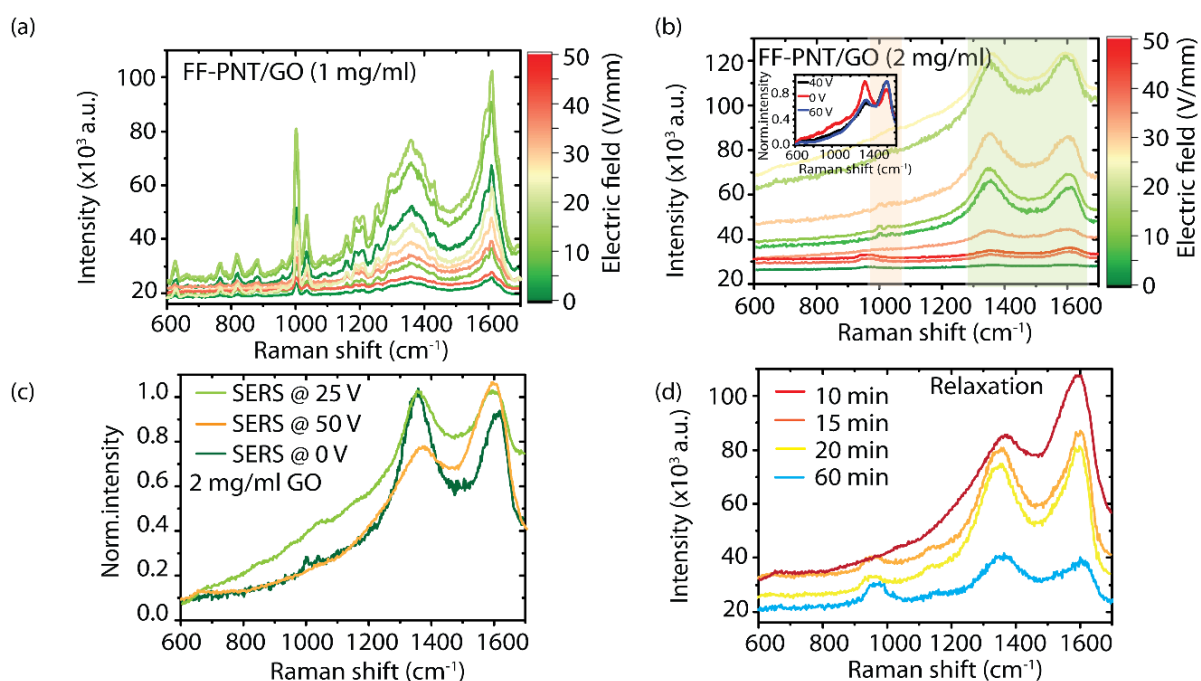 (a)
FF-PNT/GO (1 mg/ml)
Intensity (x10³ a.u.)
100
80
60
40
20
600 800 1000 1200 1400 1600
Raman shift (cm⁻¹)
50
40
30
20
10
0
Electric field (V/mm)
(b)
FF-PNT/GO (2 mg/ml)
Intensity (x10³ a.u.)
120
100
80
60
40
20
600 800 1000 1200 1400 1600
Raman shift (cm⁻¹)
Norm.intensity
0.8
0.4
0.0
40 V
0 V
60 V
600 1000 1400
Raman shift (cm⁻¹)
50
40
30
20
10
0
Electric field (V/mm)
(c)
SERS @ 25 V
SERS @ 50 V
SERS @ 0 V
2 mg/ml GO
Norm.intensity
1.0
0.8
0.6
0.4
0.2
0.0
600 800 1000 1200 1400 1600
Raman shift (cm⁻¹)
(d)
Relaxation
10 min
15 min
20 min
60 min
Intensity (x10³ a.u.)
100
80
60
40
20
600 800 1000 1200 1400 1600
Raman shift (cm⁻¹)